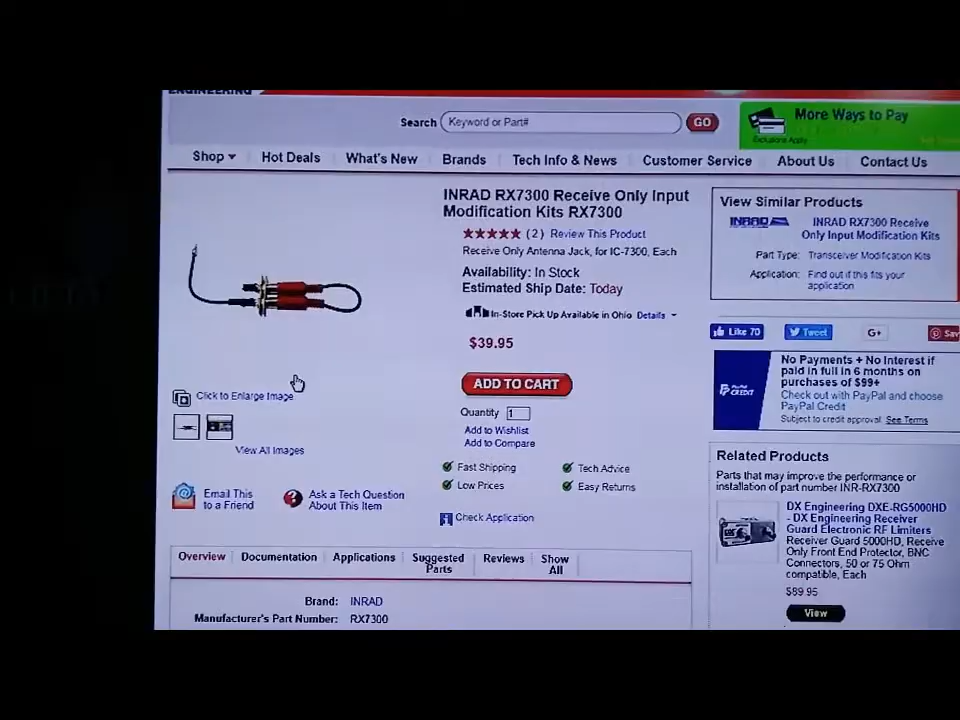 ENGINEERING
Search
Keyword or Part#
GO
More Ways to Pay
Exclusions Apply
Shop
Hot Deals
What's New
Brands
Tech Info & News
Customer Service
About Us
Contact Us
INRAD RX7300 Receive Only Input
Modification Kits RX7300
(2) Review This Product
Receive Only Antenna Jack, for IC-7300, Each
Availability: In Stock
Estimated Ship Date: Today
In-Store Pick Up Available in Ohio Details
$39.95
ADD TO CART
Quantity 1
Add to Wishlist
Add to Compare
Fast Shipping
Tech Advice
Low Prices
Easy Returns
Check Application
Click to Enlarge Image
View All Images
Email This
to a Friend
Ask a Tech Question
About This Item
View Similar Products
INRAD
INRAD RX7300 Receive
Only Input Modification Kits
Part Type: Transceiver Modification Kits
Application: Find out if this fits your
application
Like 70
Tweet
G+
Sav
PayPal
CREDIT
No Payments + No Interest if
paid in full in 6 months on
purchases of $99+
Check out with PayPal and choose
PayPal Credit
Subject to credit approval. See Terms
Related Products
Parts that may improve the performance or
installation of part number INR-RX7300
DX Engineering DXE-RG5000HD
- DX Engineering Receiver
Guard Electronic RF Limiters
Receiver Guard 5000HD, Receive
Only Front End Protector, BNC
Connectors, 50 or 75 Ohm
compatible, Each
$89.95
View
Overview
Documentation
Applications
Suggested
Parts
Reviews
Show
All
Brand: INRAD
Manufacturer's Part Number: RX7300